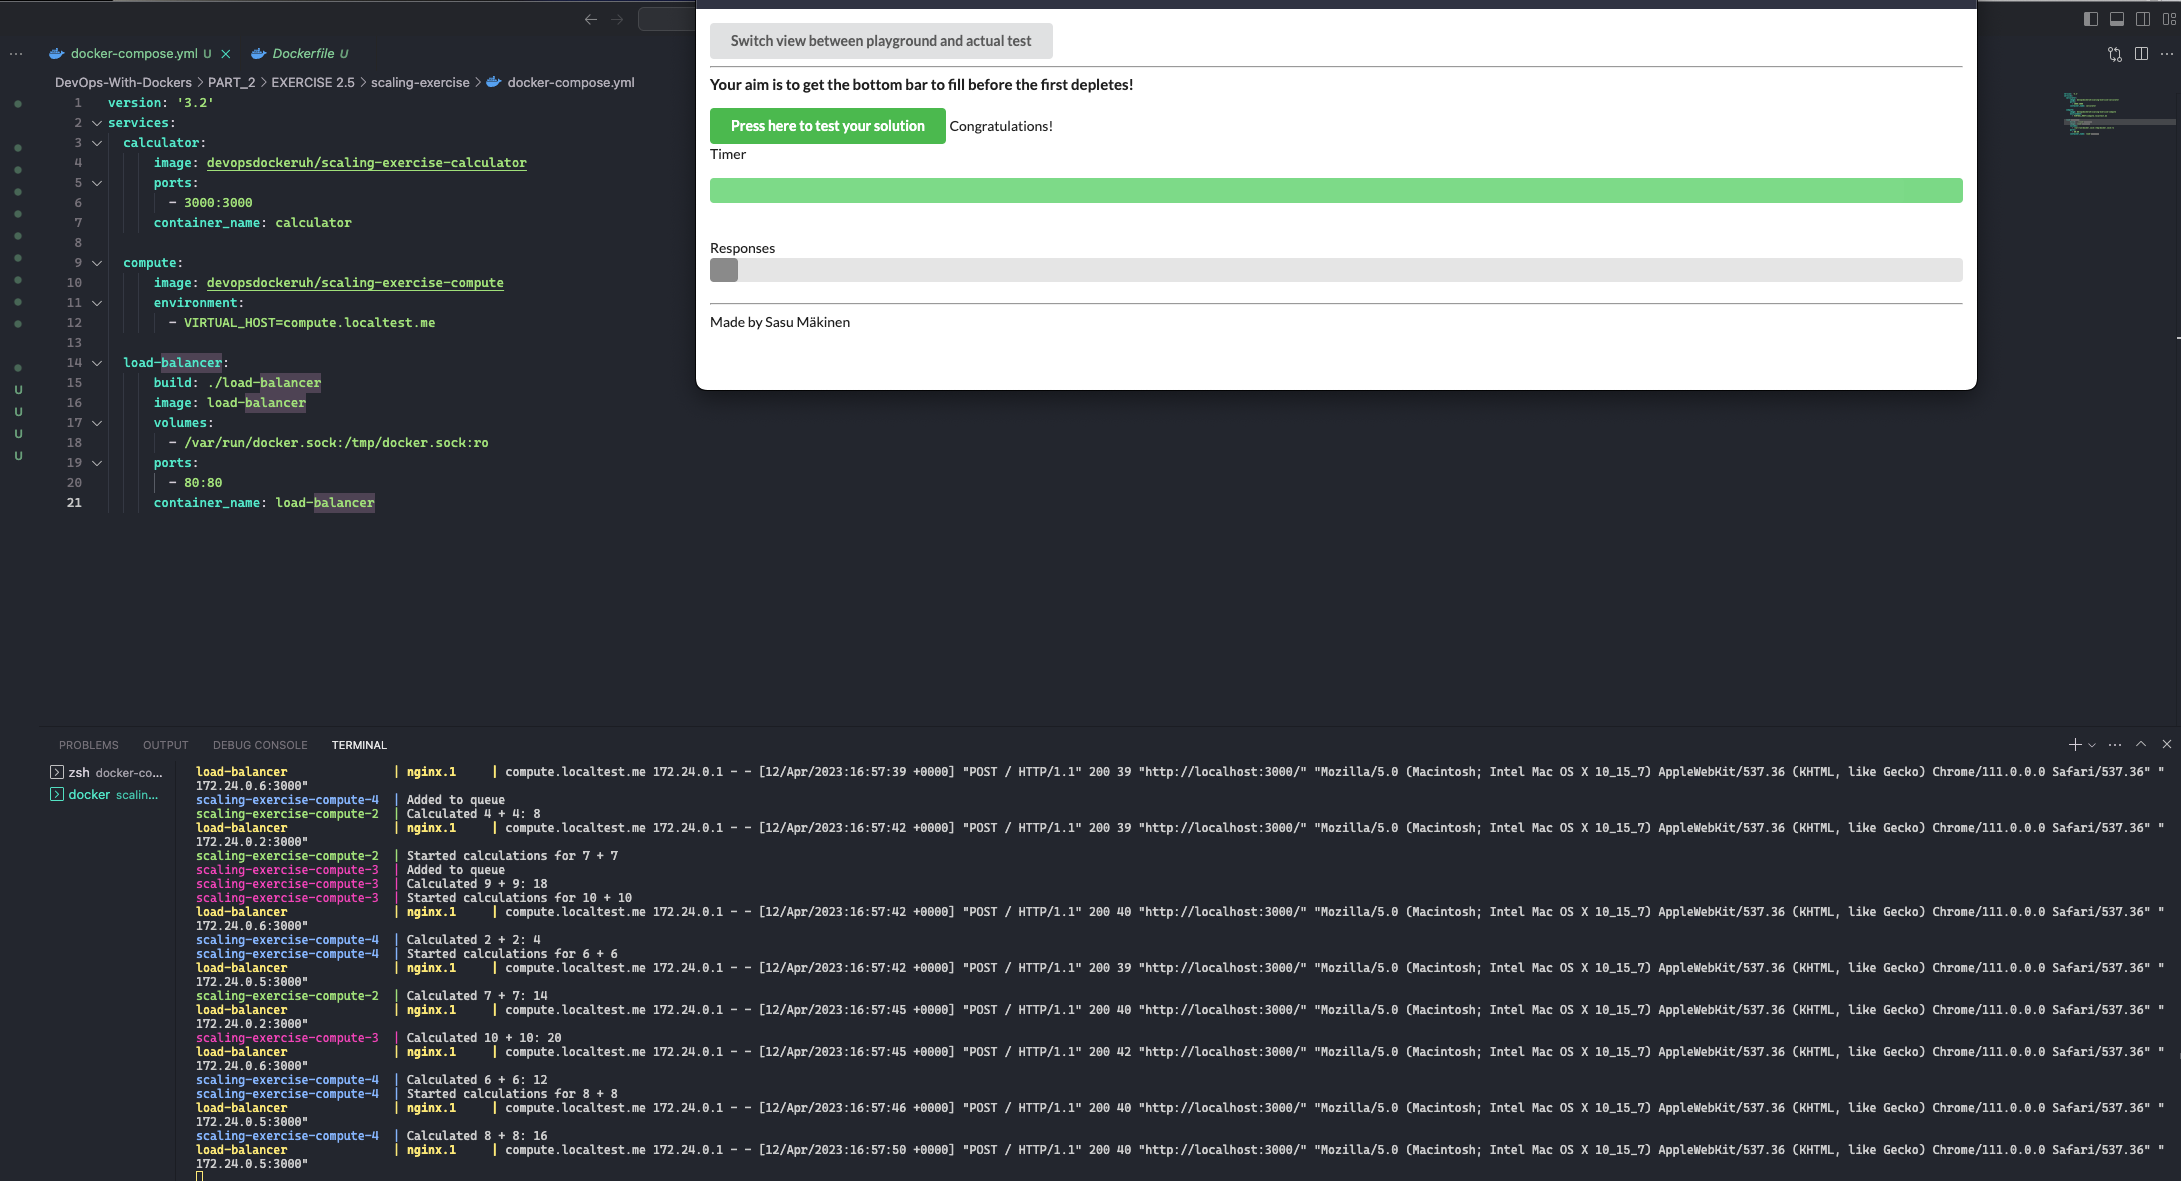 docker-compose.yml U
Dockerfile U
DevOps-With-Dockers > PART_2 > EXERCISE 2.5 > scaling-exercise > docker-compose.yml
1 version: '3.2'
2 services:
3 calculator:
4 image: devopsdockeruh/scaling-exercise-calculator
5 ports:
6 - 3000:3000
7 container_name: calculator
8
9 compute:
10 image: devopsdockeruh/scaling-exercise-compute
11 environment:
12 - VIRTUAL_HOST=compute.localtest.me
13
14 load-balancer:
15 build: ./load-balancer
16 image: load-balancer
17 volumes:
18 - /var/run/docker.sock:/tmp/docker.sock:ro
19 ports:
20 - 80:80
21 container_name: load-balancer
U
U
U
U
Switch view between playground and actual test
Your aim is to get the bottom bar to fill before the first depletes!
Press here to test your solution Congratulations!
Timer
Responses
Made by Sasu Mäkinen
PROBLEMS OUTPUT DEBUG CONSOLE TERMINAL
zsh docker-co...
docker scalin...
load-balancer | nginx.1 | compute.localtest.me 172.24.0.1 - - [12/Apr/2023:16:57:39 +0000] "POST / HTTP/1.1" 200 39 "http://localhost:3000/" "Mozilla/5.0 (Macintosh; Intel Mac OS X 10_15_7) AppleWebKit/537.36 (KHTML, like Gecko) Chrome/111.0.0.0 Safari/537.36" "
172.24.0.6:3000"
scaling-exercise-compute-4 | Added to queue
scaling-exercise-compute-2 | Calculated 4 + 4: 8
load-balancer | nginx.1 | compute.localtest.me 172.24.0.1 - - [12/Apr/2023:16:57:42 +0000] "POST / HTTP/1.1" 200 39 "http://localhost:3000/" "Mozilla/5.0 (Macintosh; Intel Mac OS X 10_15_7) AppleWebKit/537.36 (KHTML, like Gecko) Chrome/111.0.0.0 Safari/537.36" "
172.24.0.2:3000"
scaling-exercise-compute-2 | Started calculations for 7 + 7
scaling-exercise-compute-3 | Added to queue
scaling-exercise-compute-3 | Calculated 9 + 9: 18
scaling-exercise-compute-3 | Started calculations for 10 + 10
load-balancer | nginx.1 | compute.localtest.me 172.24.0.1 - - [12/Apr/2023:16:57:42 +0000] "POST / HTTP/1.1" 200 40 "http://localhost:3000/" "Mozilla/5.0 (Macintosh; Intel Mac OS X 10_15_7) AppleWebKit/537.36 (KHTML, like Gecko) Chrome/111.0.0.0 Safari/537.36" "
172.24.0.6:3000"
scaling-exercise-compute-4 | Calculated 2 + 2: 4
scaling-exercise-compute-4 | Started calculations for 6 + 6
load-balancer | nginx.1 | compute.localtest.me 172.24.0.1 - - [12/Apr/2023:16:57:42 +0000] "POST / HTTP/1.1" 200 39 "http://localhost:3000/" "Mozilla/5.0 (Macintosh; Intel Mac OS X 10_15_7) AppleWebKit/537.36 (KHTML, like Gecko) Chrome/111.0.0.0 Safari/537.36" "
172.24.0.5:3000"
scaling-exercise-compute-2 | Calculated 7 + 7: 14
load-balancer | nginx.1 | compute.localtest.me 172.24.0.1 - - [12/Apr/2023:16:57:45 +0000] "POST / HTTP/1.1" 200 40 "http://localhost:3000/" "Mozilla/5.0 (Macintosh; Intel Mac OS X 10_15_7) AppleWebKit/537.36 (KHTML, like Gecko) Chrome/111.0.0.0 Safari/537.36" "
172.24.0.2:3000"
scaling-exercise-compute-3 | Calculated 10 + 10: 20
load-balancer | nginx.1 | compute.localtest.me 172.24.0.1 - - [12/Apr/2023:16:57:45 +0000] "POST / HTTP/1.1" 200 42 "http://localhost:3000/" "Mozilla/5.0 (Macintosh; Intel Mac OS X 10_15_7) AppleWebKit/537.36 (KHTML, like Gecko) Chrome/111.0.0.0 Safari/537.36" "
172.24.0.6:3000"
scaling-exercise-compute-4 | Calculated 6 + 6: 12
scaling-exercise-compute-4 | Started calculations for 8 + 8
load-balancer | nginx.1 | compute.localtest.me 172.24.0.1 - - [12/Apr/2023:16:57:46 +0000] "POST / HTTP/1.1" 200 40 "http://localhost:3000/" "Mozilla/5.0 (Macintosh; Intel Mac OS X 10_15_7) AppleWebKit/537.36 (KHTML, like Gecko) Chrome/111.0.0.0 Safari/537.36" "
172.24.0.5:3000"
scaling-exercise-compute-4 | Calculated 8 + 8: 16
load-balancer | nginx.1 | compute.localtest.me 172.24.0.1 - - [12/Apr/2023:16:57:50 +0000] "POST / HTTP/1.1" 200 40 "http://localhost:3000/" "Mozilla/5.0 (Macintosh; Intel Mac OS X 10_15_7) AppleWebKit/537.36 (KHTML, like Gecko) Chrome/111.0.0.0 Safari/537.36" "
172.24.0.5:3000"